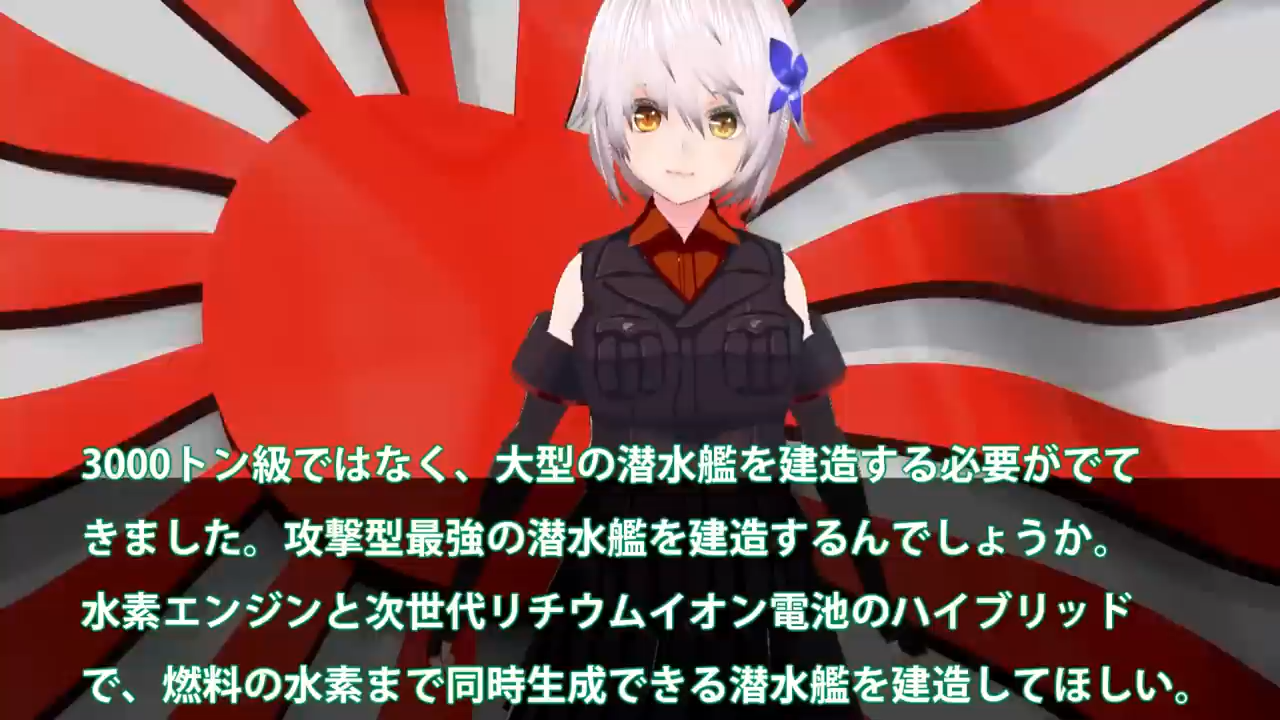 3000トン級ではなく、大型の潜水艦を建造する必要がでて
きました。攻撃型最強の潜水艦を建造するんでしょうか。
水素エンジンと次世代リチウムイオン電池のハイブリッド
で、燃料の水素まで同時生成できる潜水艦を建造してほしい。